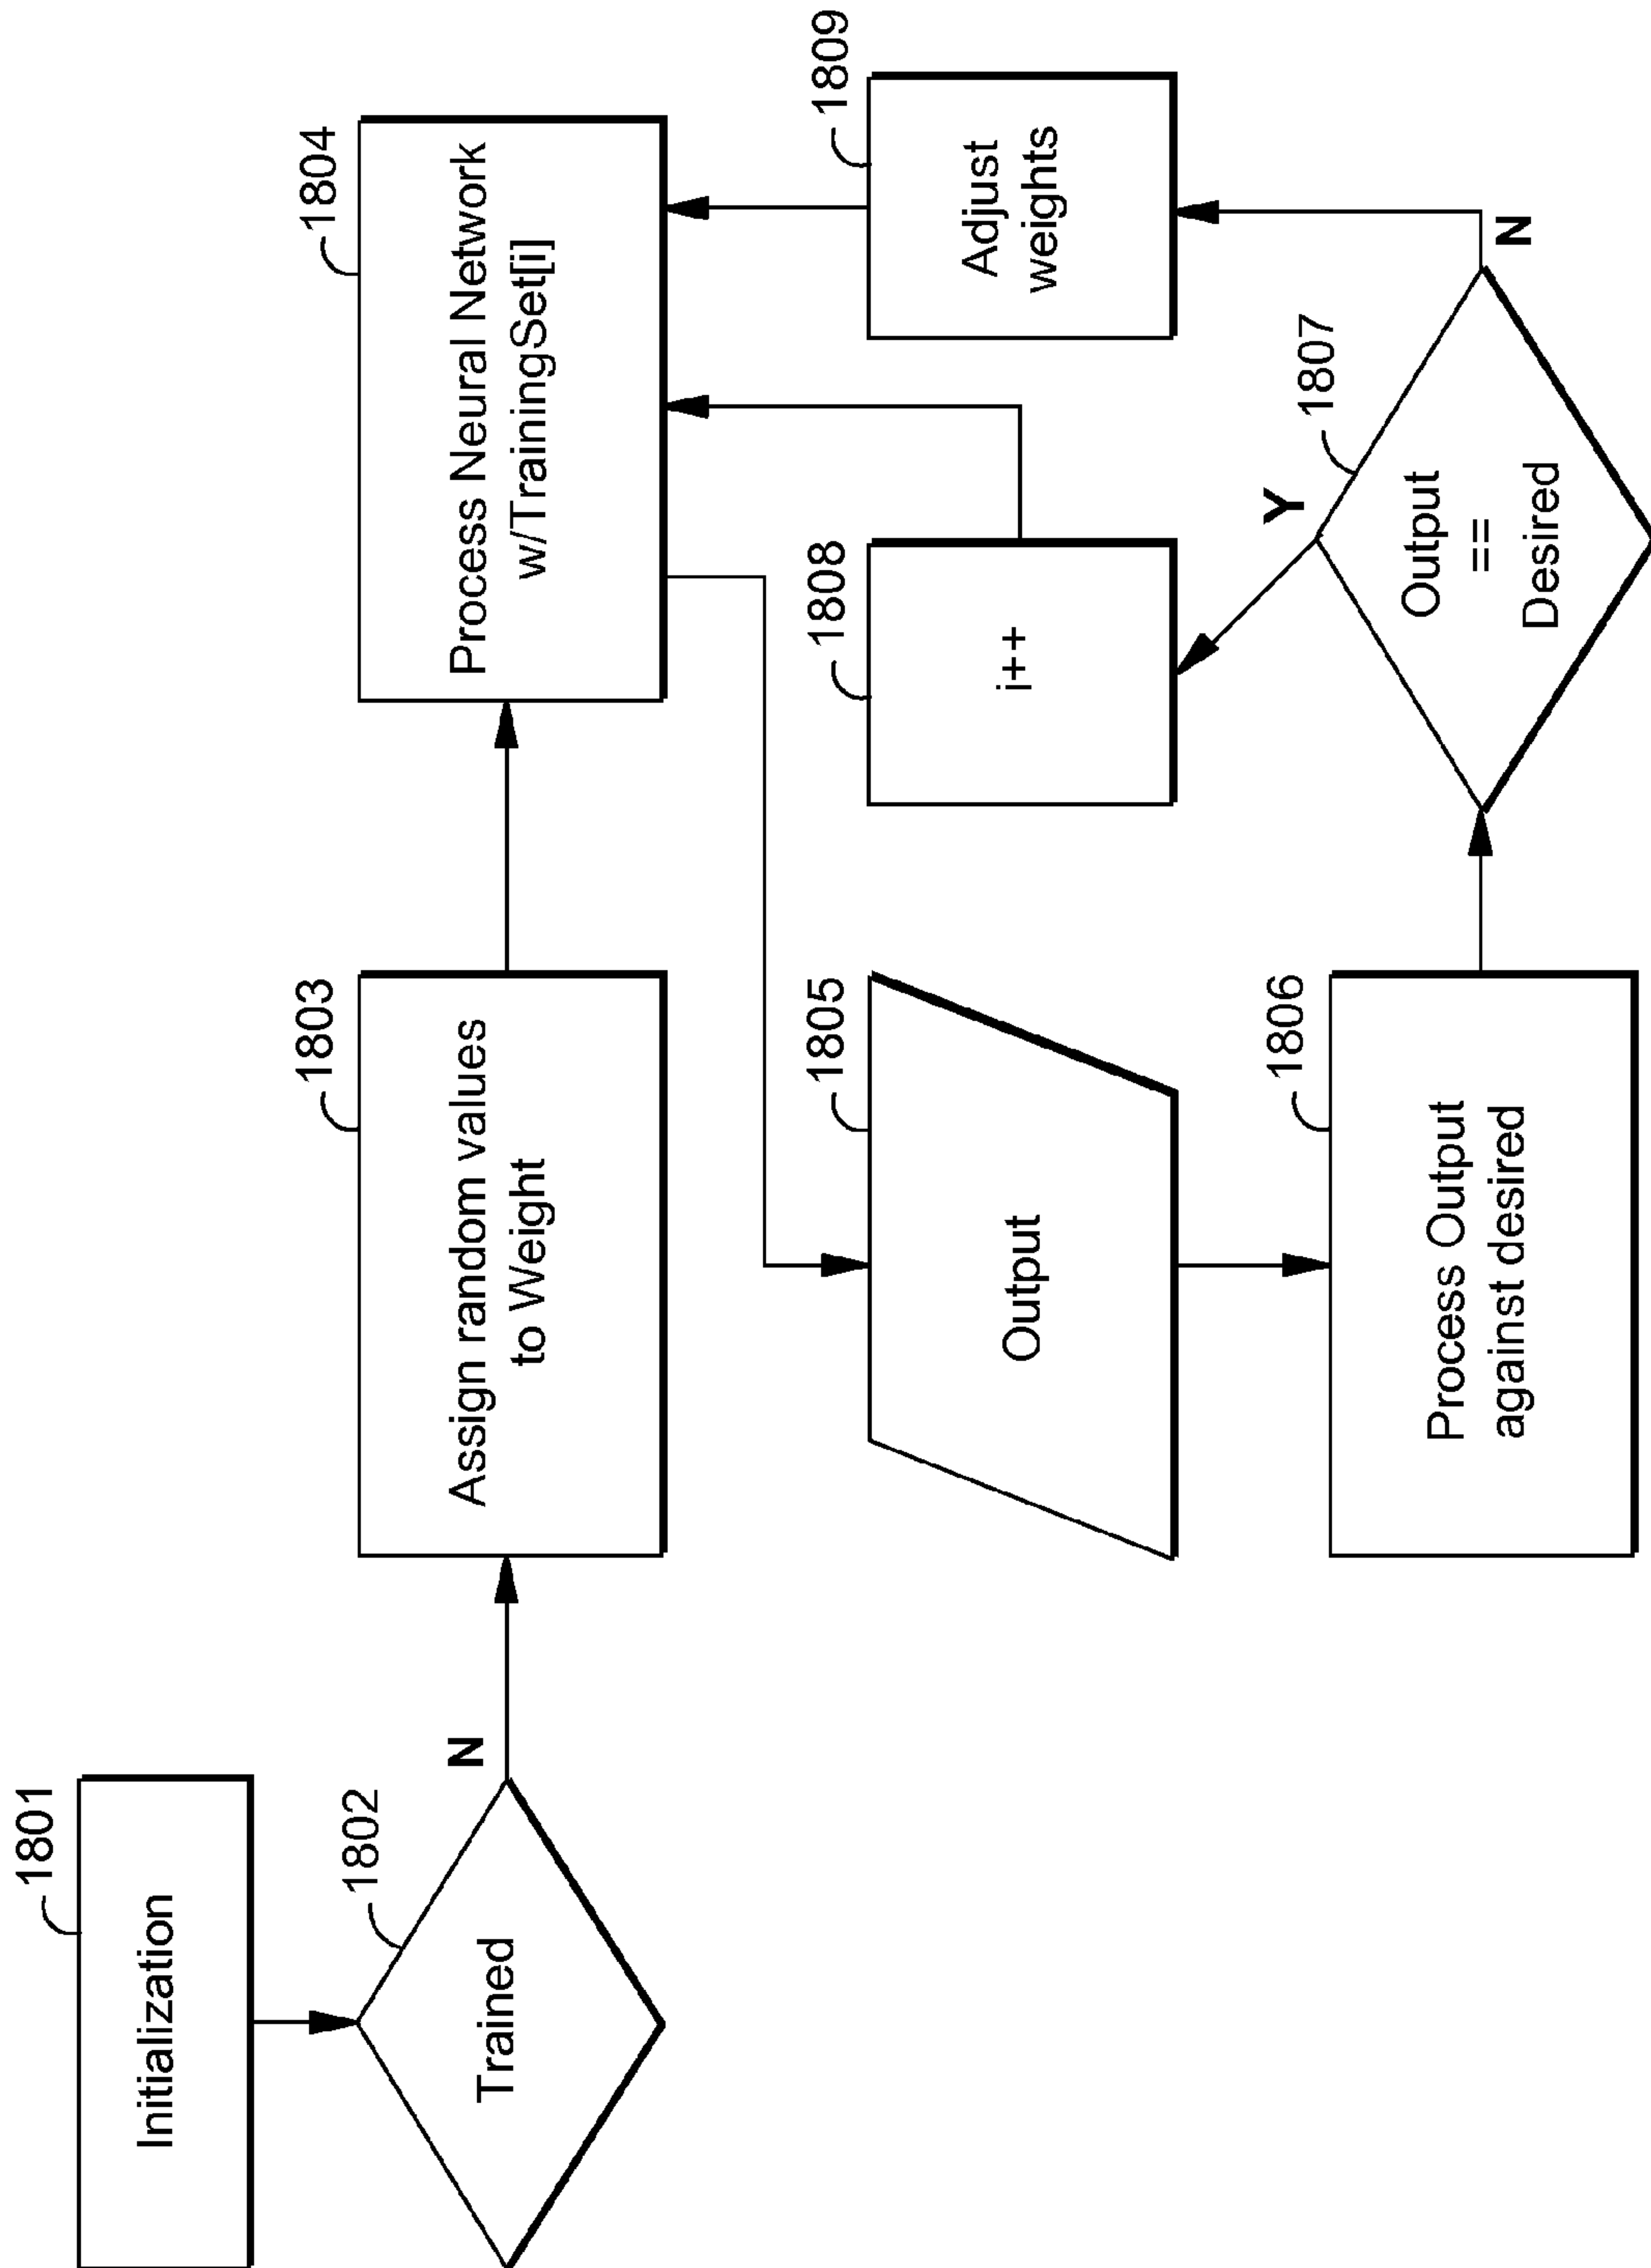 1801
Initialization
1802
Trained
N
1803
Assign random values
to Weight
1804
Process Neural Network
w/TrainingSet[i]
1805
Output
1806
Process Output
against desired
1807
Output
==
Desired
Y
N
1808
i++
1809
Adjust
weights